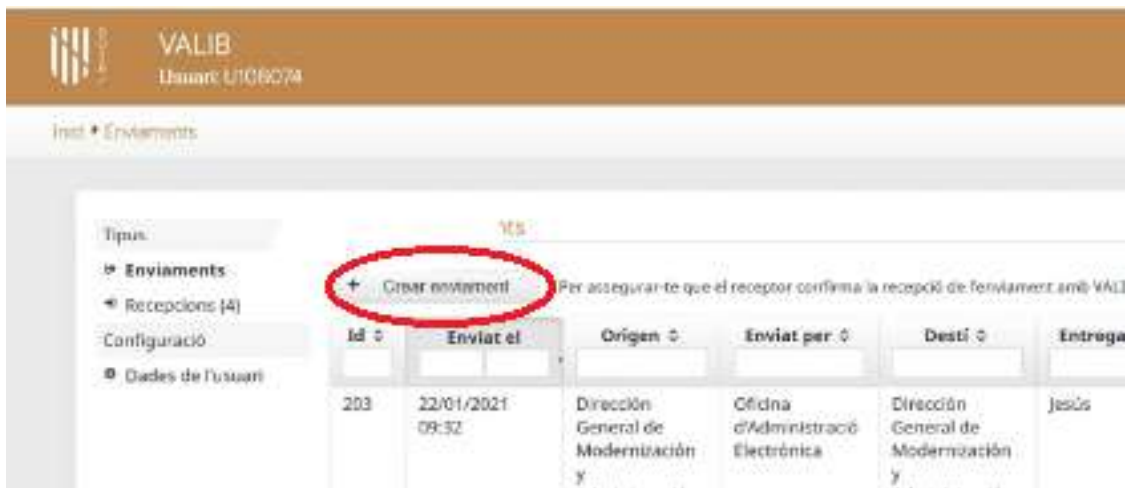 VALIB
Usuari: U106074
Inici Enviaments
Tipus
Enviaments
Recepcions (4)
Configuració
Dades de l'usuari
nts
+ Crear enviament
Per assegurar-te que el receptor confirma la recepció de l'enviament amb VALI
Id Enviat el Origen Enviat per Destí Entrega
203 22/01/2021 Dirección Oficina Dirección Jesús
09:32 General de d'Administració General de
Modernización Electrònica Modernización
y y